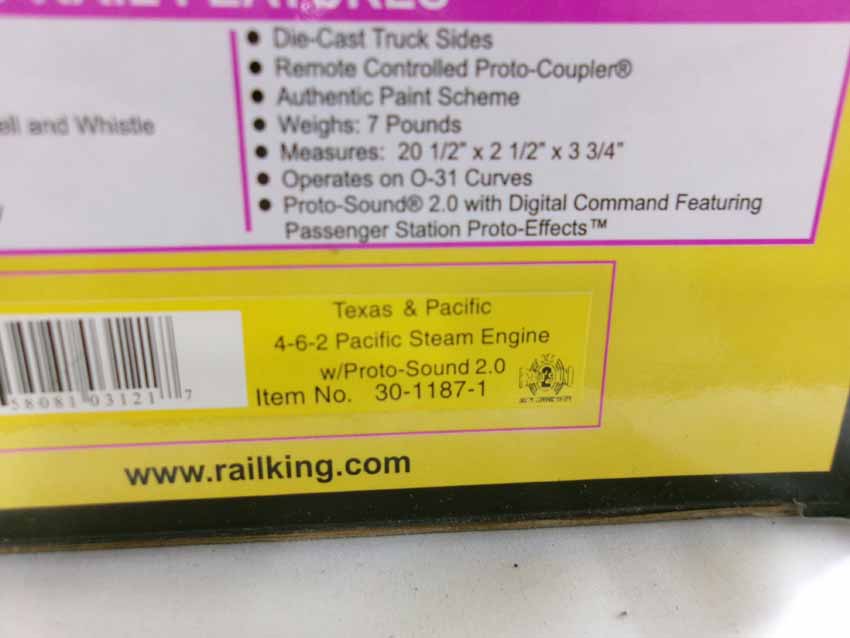 RAIL FEATURES
Die-Cast Truck Sides
Remote Controlled Proto-Coupler®
Authentic Paint Scheme
and Whistle
Weighs: 7 Pounds
Measures: 20 1/2" x 2 1/2" x 3 3/4"
Operates on O-31 Curves
Proto-Sound® 2.0 with Digital Command Featuring
Passenger Station Proto-Effects™
Texas & Pacific
4-6-2 Pacific Steam Engine
w/Proto-Sound 2.0
Item No. 30-1187-1
58081 03121 7
www.railking.com